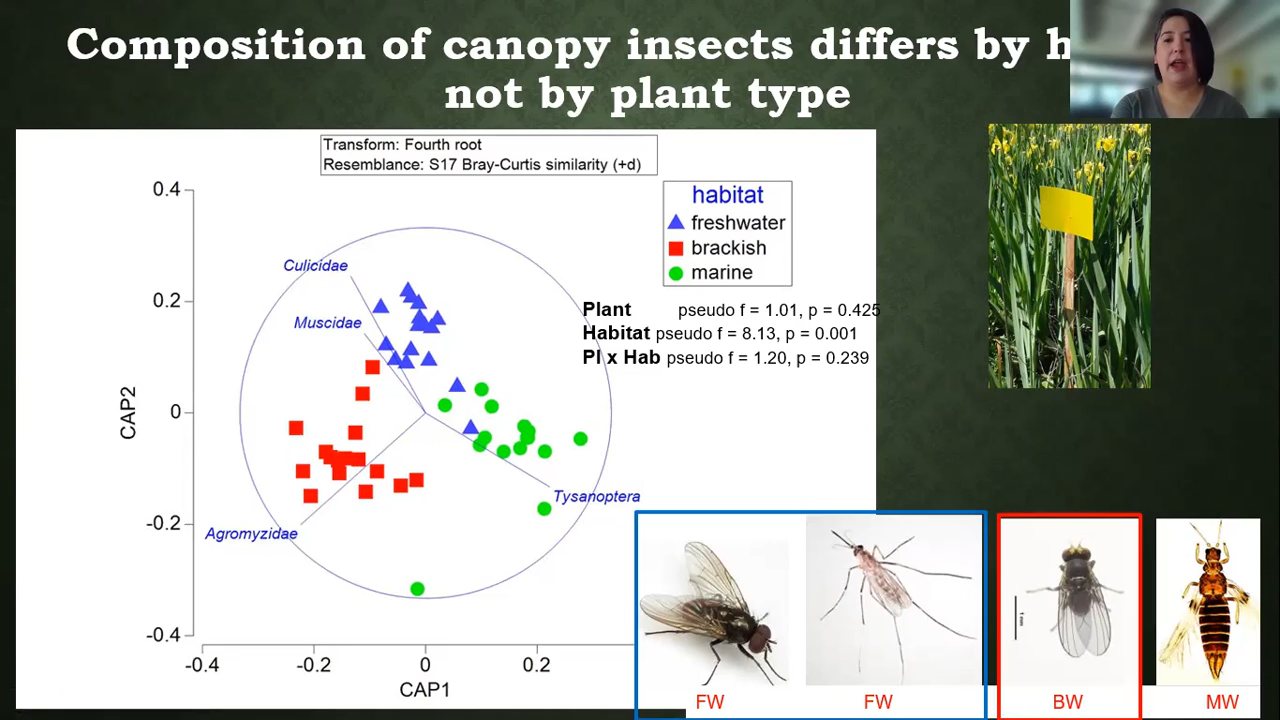 Composition of canopy insects differs by h
not by plant type
Transform: Fourth root
Resemblance: S17 Bray-Curtis similarity (+d)
habitat
freshwater
brackish
marine
Plant pseudo f = 1.01, p = 0.425
Habitat pseudo f = 8.13, p = 0.001
Pl x Hab pseudo f = 1.20, p = 0.239
0.4
0.2
0
-0.2
-0.4
CAP2
Culicidae
Muscidae
Agromyzidae
Tysanoptera
-0.4 -0.2 0 0.2
CAP1
FW FW BW MW